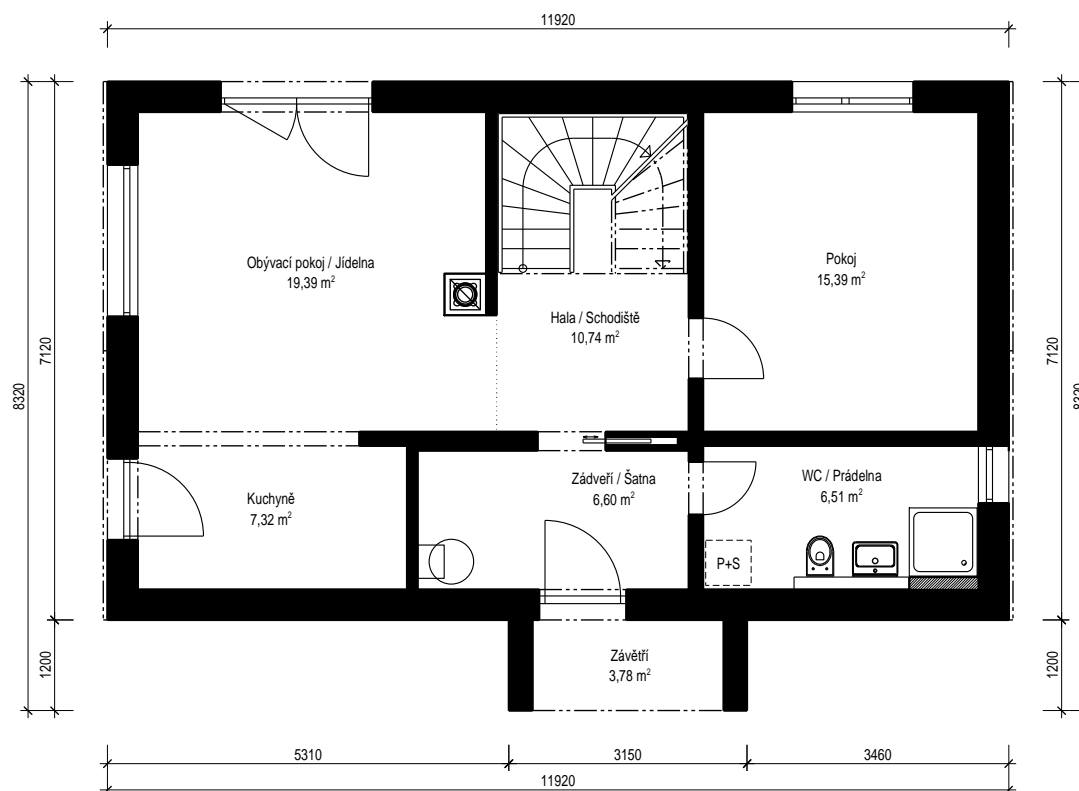 11920
Obývací pokoj / Jídelna
19,39 m²
Pokoj
15,39 m²
Hala / Schodiště
10,74 m²
7120
8320
7120
8320
Zádveří / Šatna
6,60 m²
WC / Prádelna
6,51 m²
Kuchyně
7,32 m²
P+S
Závětří
3,78 m²
1200
1200
5310
3150
3460
11920